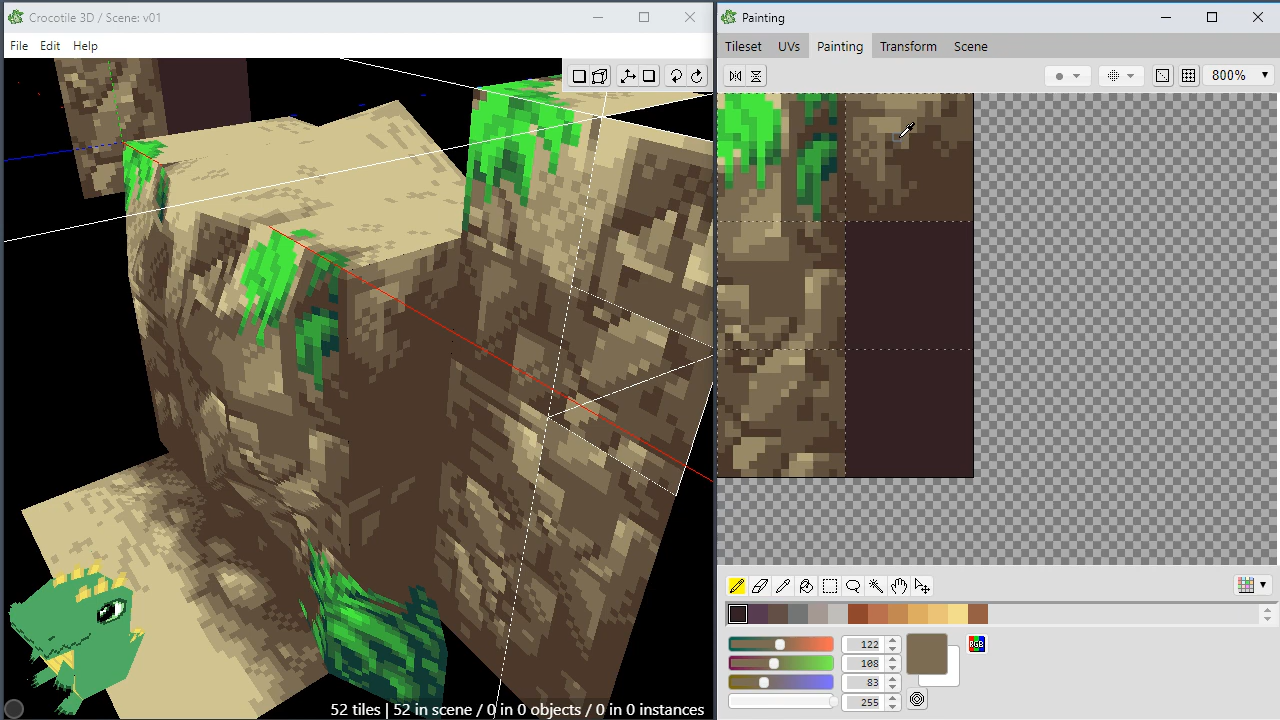 Crocotile 3D / Scene: v01
File Edit Help
52 tiles | 52 in scene / 0 in 0 objects / 0 in 0 instances
Painting
Tileset UVs Painting Transform Scene
800%
122
108
83
255
RGB